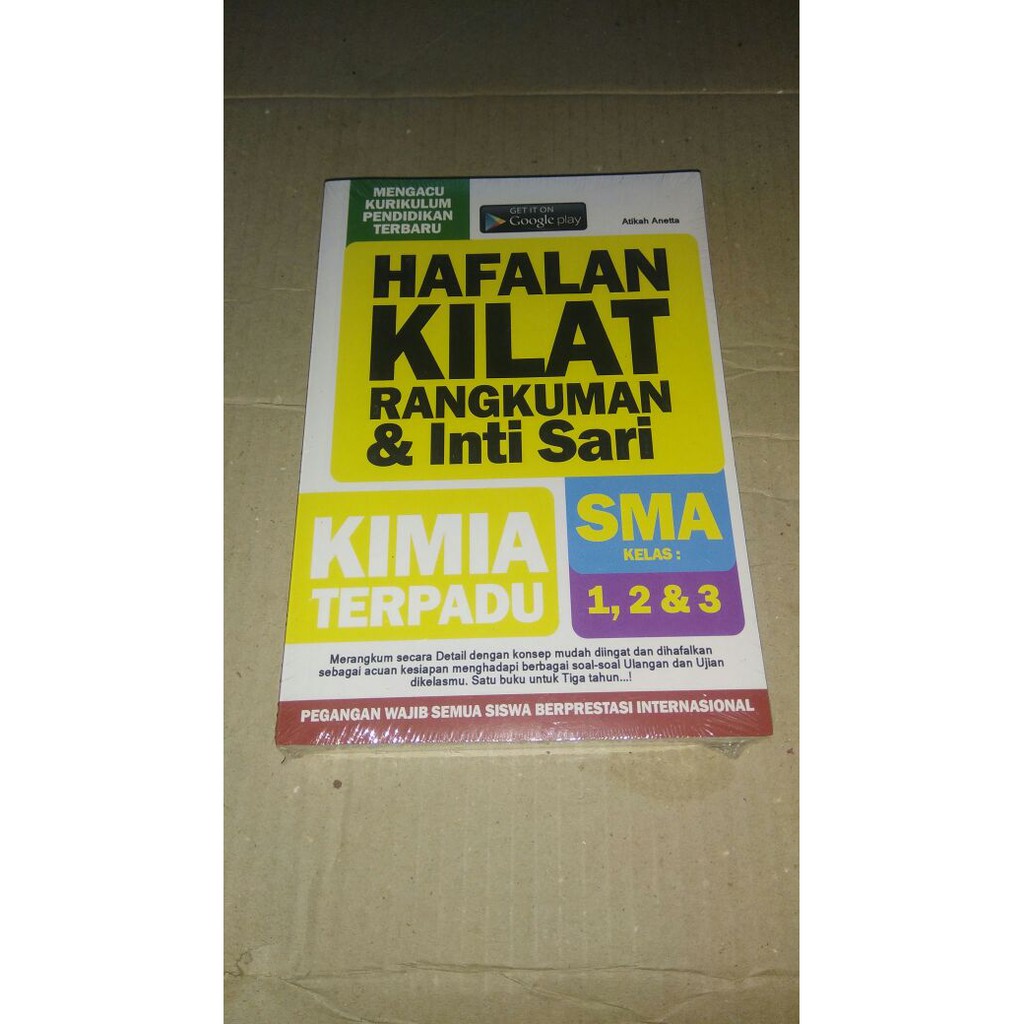 MENGACU
KURIKULUM
PENDIDIKAN
TERBARU
GET IT ON
Google play
Atikah Anetta
HAFALAN
KILAT
RANGKUMAN
& Inti Sari
KIMIA
TERPADU
SMA
KELAS :
1, 2 & 3
Merangkum secara Detail dengan konsep mudah diingat dan dihafalkan
sebagai acuan kesiapan menghadapi berbagai soal-soal Ulangan dan Ujian
dikelasmu. Satu buku untuk Tiga tahun...!
PEGANGAN WAJIB SEMUA SISWA BERPRESTASI INTERNASIONAL